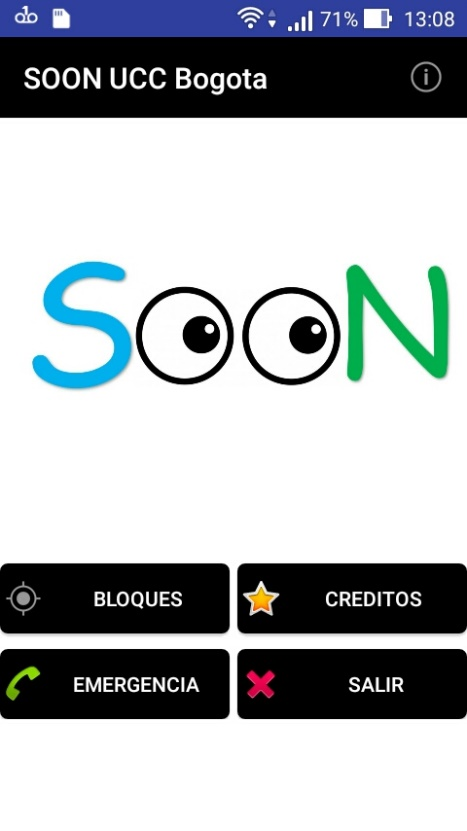 71% 13:08
SOON UCC Bogota
SooN
BLOQUES
CREDITOS
EMERGENCIA
SALIR